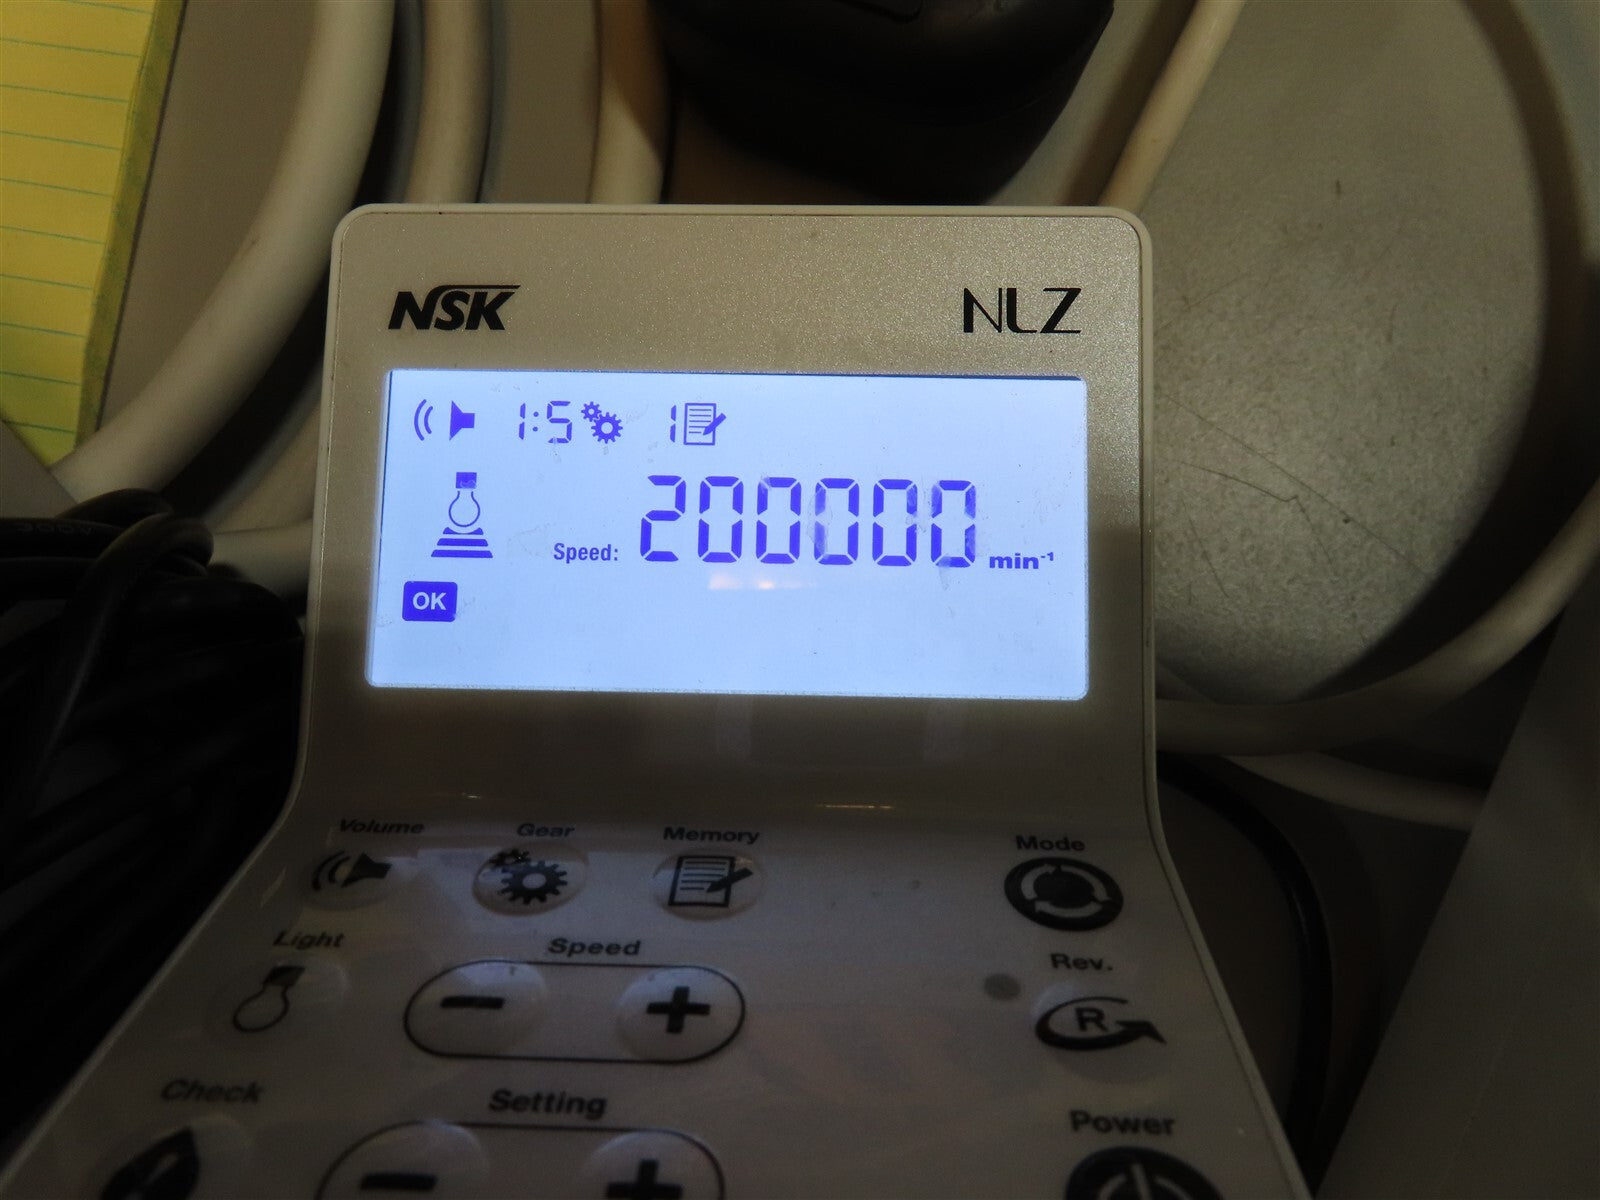 NSK NLZ
1:5 1
Speed: 200000 min⁻¹
OK
Volume Gear Memory Mode
Light Speed Rev.
R
Check Setting Power